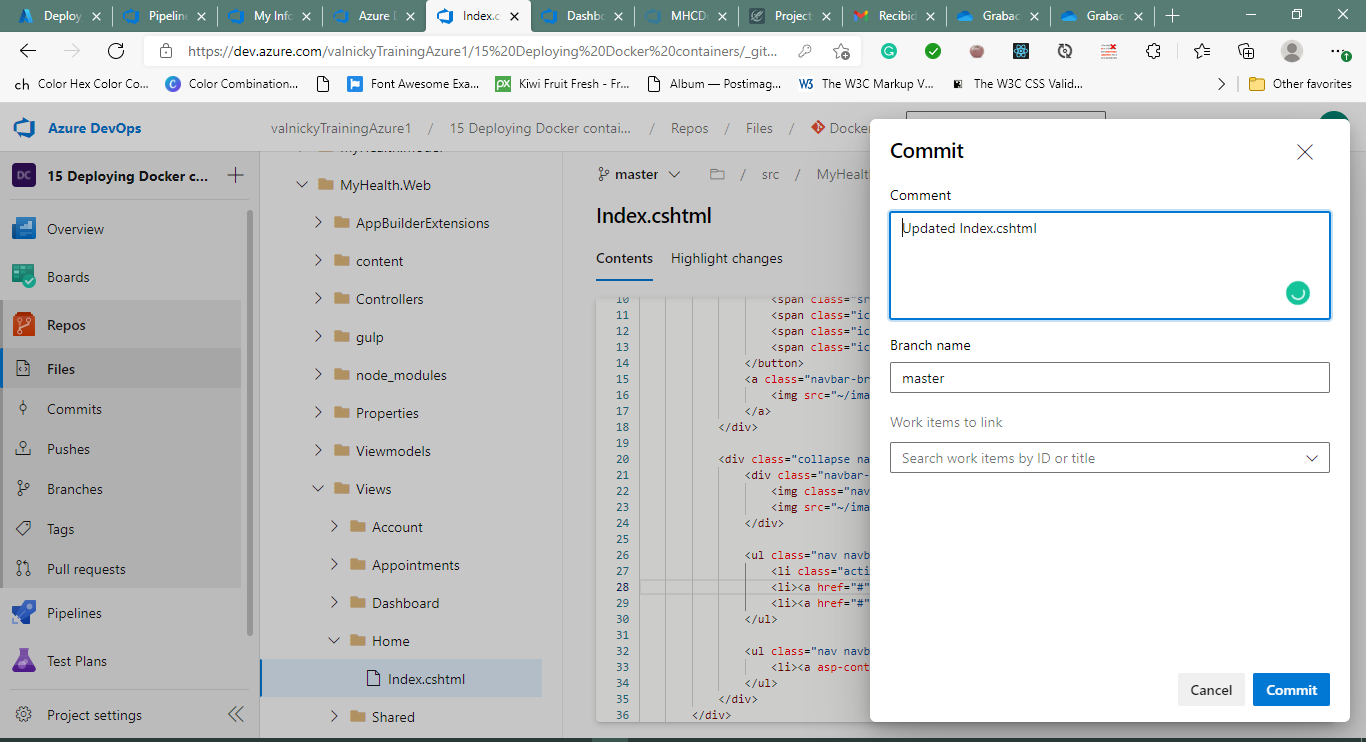 Deploy
Pipeline
My Info
Azure D
Index.c
Dashbo
MHCDo
Project
Recibid
Grabac
Grabac
https://dev.azure.com/valnickyTrainingAzure1/15%20Deploying%20Docker%20containers/_git...
ch Color Hex Color Co...
C Color Combination...
Font Awesome Exa...
px Kiwi Fruit Fresh - Fr...
Album — Postimag...
W3 The W3C Markup V...
The W3C CSS Valid...
Other favorites
Azure DevOps
valnickyTrainingAzure1 / 15 Deploying Docker contai... / Repos / Files / Docker
DC 15 Deploying Docker c...
Overview
Boards
Repos
Files
Commits
Pushes
Branches
Tags
Pull requests
Pipelines
Test Plans
Project settings
MyHealth.Web
AppBuilderExtensions
content
Controllers
gulp
node_modules
Properties
Viewmodels
Views
Account
Appointments
Dashboard
Home
Index.cshtml
Shared
master / src / MyHealt
Index.cshtml
Contents Highlight changes
10 <span class="sr
11 <span class="ic
12 <span class="ic
13 <span class="ic
14 </button>
15 <a class="navbar-br
16 <img src="~/ima
17 </a>
18 </div>
19
20 <div class="collapse na
21 <div class="navbar-
22 <img class="nav
23 <img src="~/ima
24 </div>
25
26 <ul class="nav navb
27 <li class="acti
28 <li><a href="#"
29 <li><a href="#"
30 </ul>
31
32 <ul class="nav navb
33 <li><a asp-cont
34 </ul>
35 </div>
36 </div>
Commit
Comment
Updated Index.cshtml
Branch name
master
Work items to link
Search work items by ID or title
Cancel
Commit